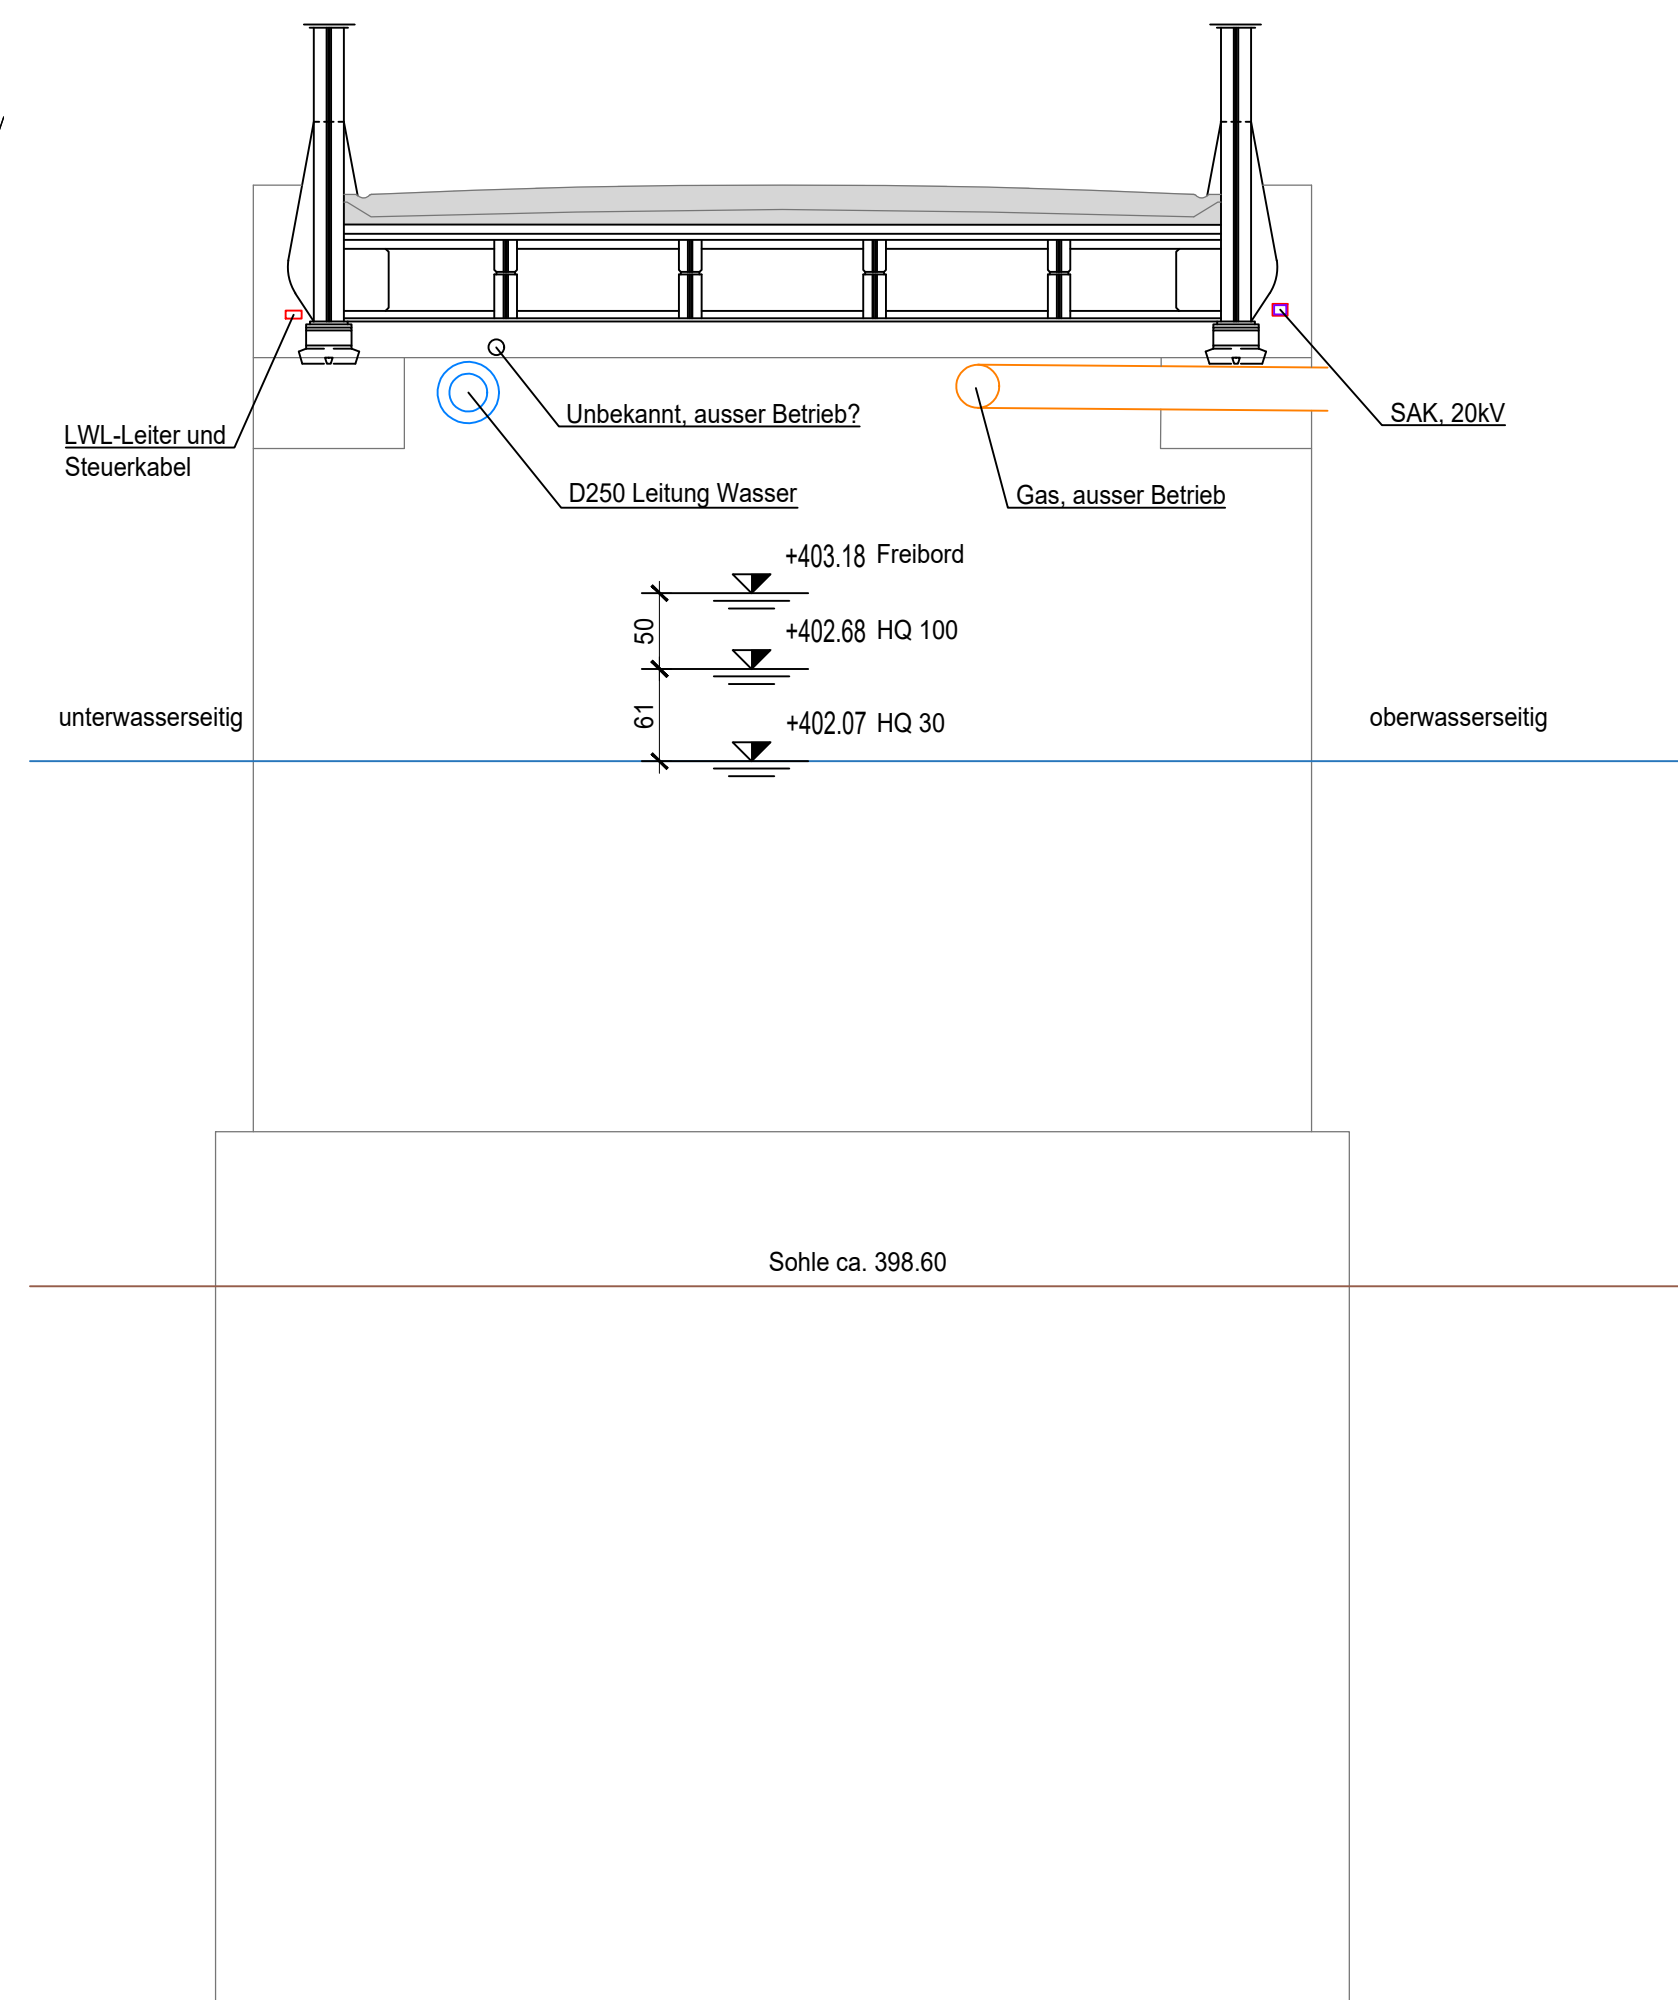 Unbekannt, ausser Betrieb?
SAK, 20kV
LWL-Leiter und
Steuerkabel
D250 Leitung Wasser
Gas, ausser Betrieb
+403.18 Freibord
50
+402.68 HQ 100
61
+402.07 HQ 30
unterwasserseitig
oberwasserseitig
Sohle ca. 398.60